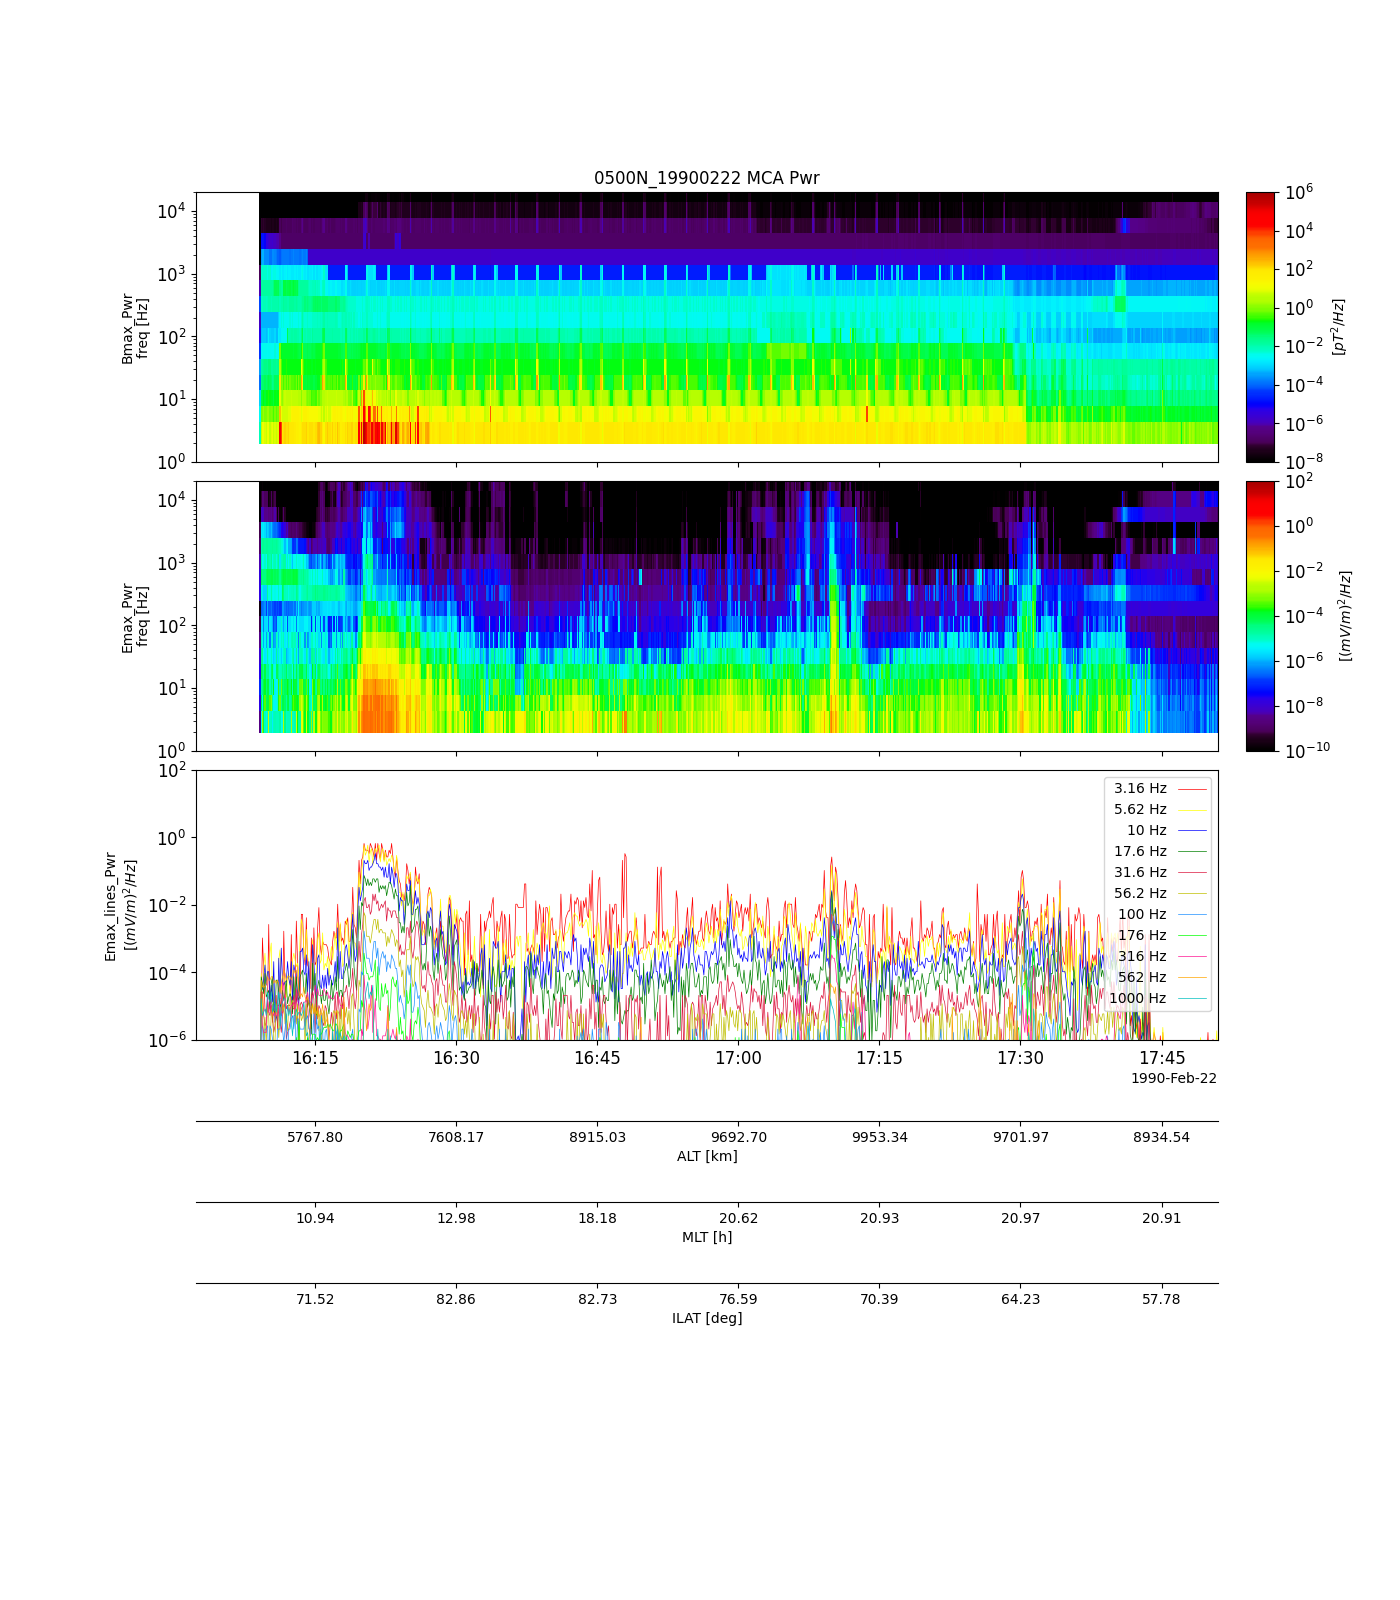 0500N_19900222 MCA Pwr
10^4
10^3
10^2
10^1
10^0
Bmax_Pwr
freq [Hz]
10^6
10^4
10^2
10^0
10^-2
10^-4
10^-6
10^-8
[pT^2/Hz]
10^4
10^3
10^2
10^1
10^0
Emax_Pwr
freq [Hz]
10^2
10^0
10^-2
10^-4
10^-6
10^-8
10^-10
[(mV/m)^2/Hz]
10^2
10^0
10^-2
10^-4
10^-6
Emax_lines_Pwr
[(mV/m)^2/Hz]
3.16 Hz
5.62 Hz
10 Hz
17.6 Hz
31.6 Hz
56.2 Hz
100 Hz
176 Hz
316 Hz
562 Hz
1000 Hz
16:15 16:30 16:45 17:00 17:15 17:30 17:45
1990-Feb-22
5767.80 7608.17 8915.03 9692.70 9953.34 9701.97 8934.54
ALT [km]
10.94 12.98 18.18 20.62 20.93 20.97 20.91
MLT [h]
71.52 82.86 82.73 76.59 70.39 64.23 57.78
ILAT [deg]